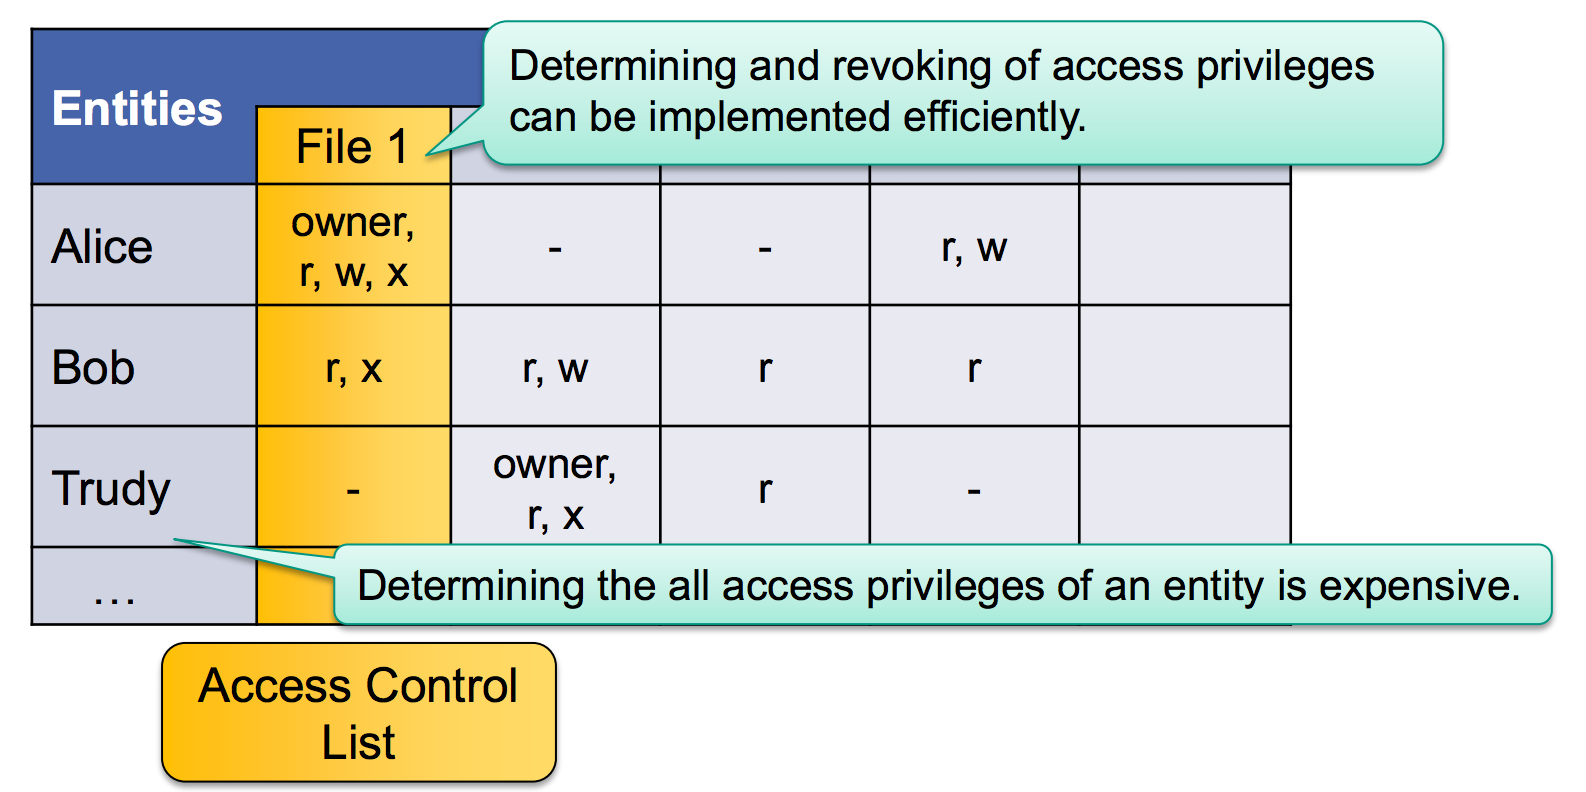 Determining and revoking of access privileges
can be implemented efficiently.
Entities
File 1
Alice
owner,
r, w, x
-
-
r, w
Bob
r, x
r, w
r
r
Trudy
-
owner,
r, x
r
-
...
Determining the all access privileges of an entity is expensive.
Access Control
List